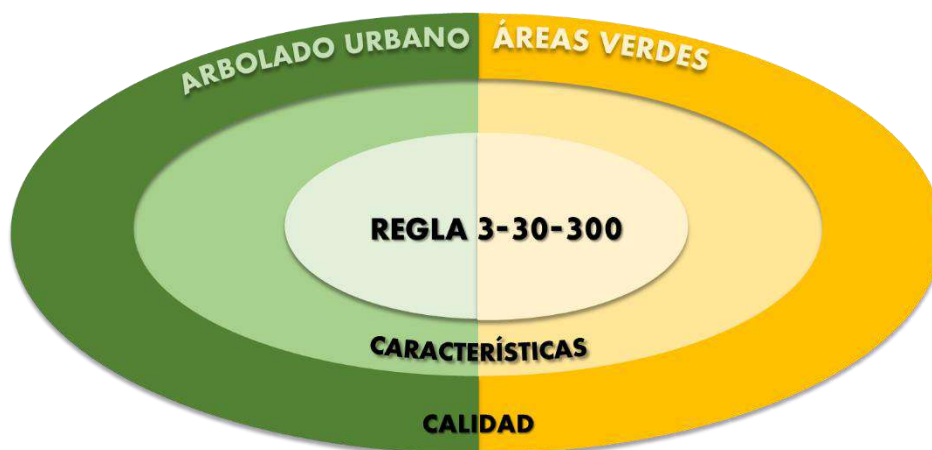 ARBOLADO URBANO ÁREAS VERDES
REGLA 3-30-300
CARACTERÍSTICAS
CALIDAD